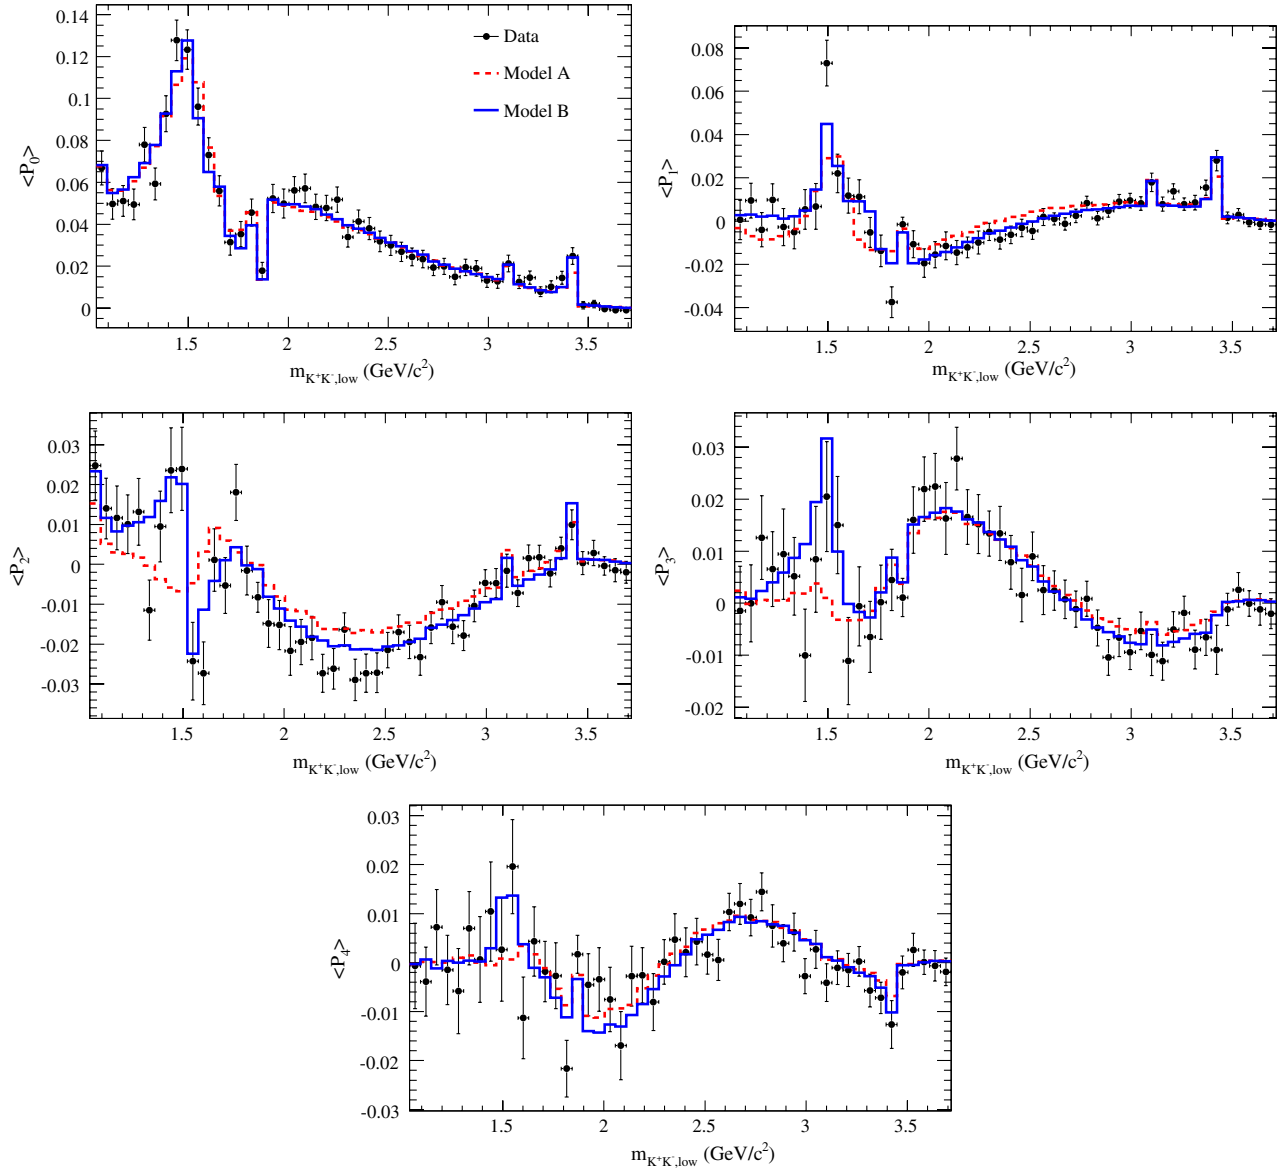 0.14
0.12
0.1
0.08
0.06
0.04
0.02
0
<P₀>
Data
Model A
Model B
1.5 2 2.5 3 3.5
m_K⁺K⁻,low (GeV/c²)
0.08
0.06
0.04
0.02
0
-0.02
-0.04
<P₁>
1.5 2 2.5 3 3.5
m_K⁺K⁻,low (GeV/c²)
0.03
0.02
0.01
0
-0.01
-0.02
-0.03
<P₂>
1.5 2 2.5 3 3.5
m_K⁺K⁻,low (GeV/c²)
0.03
0.02
0.01
0
-0.01
-0.02
<P₃>
1.5 2 2.5 3 3.5
m_K⁺K⁻,low (GeV/c²)
0.03
0.02
0.01
0
-0.01
-0.02
-0.03
<P₄>
1.5 2 2.5 3 3.5
m_K⁺K⁻,low (GeV/c²)